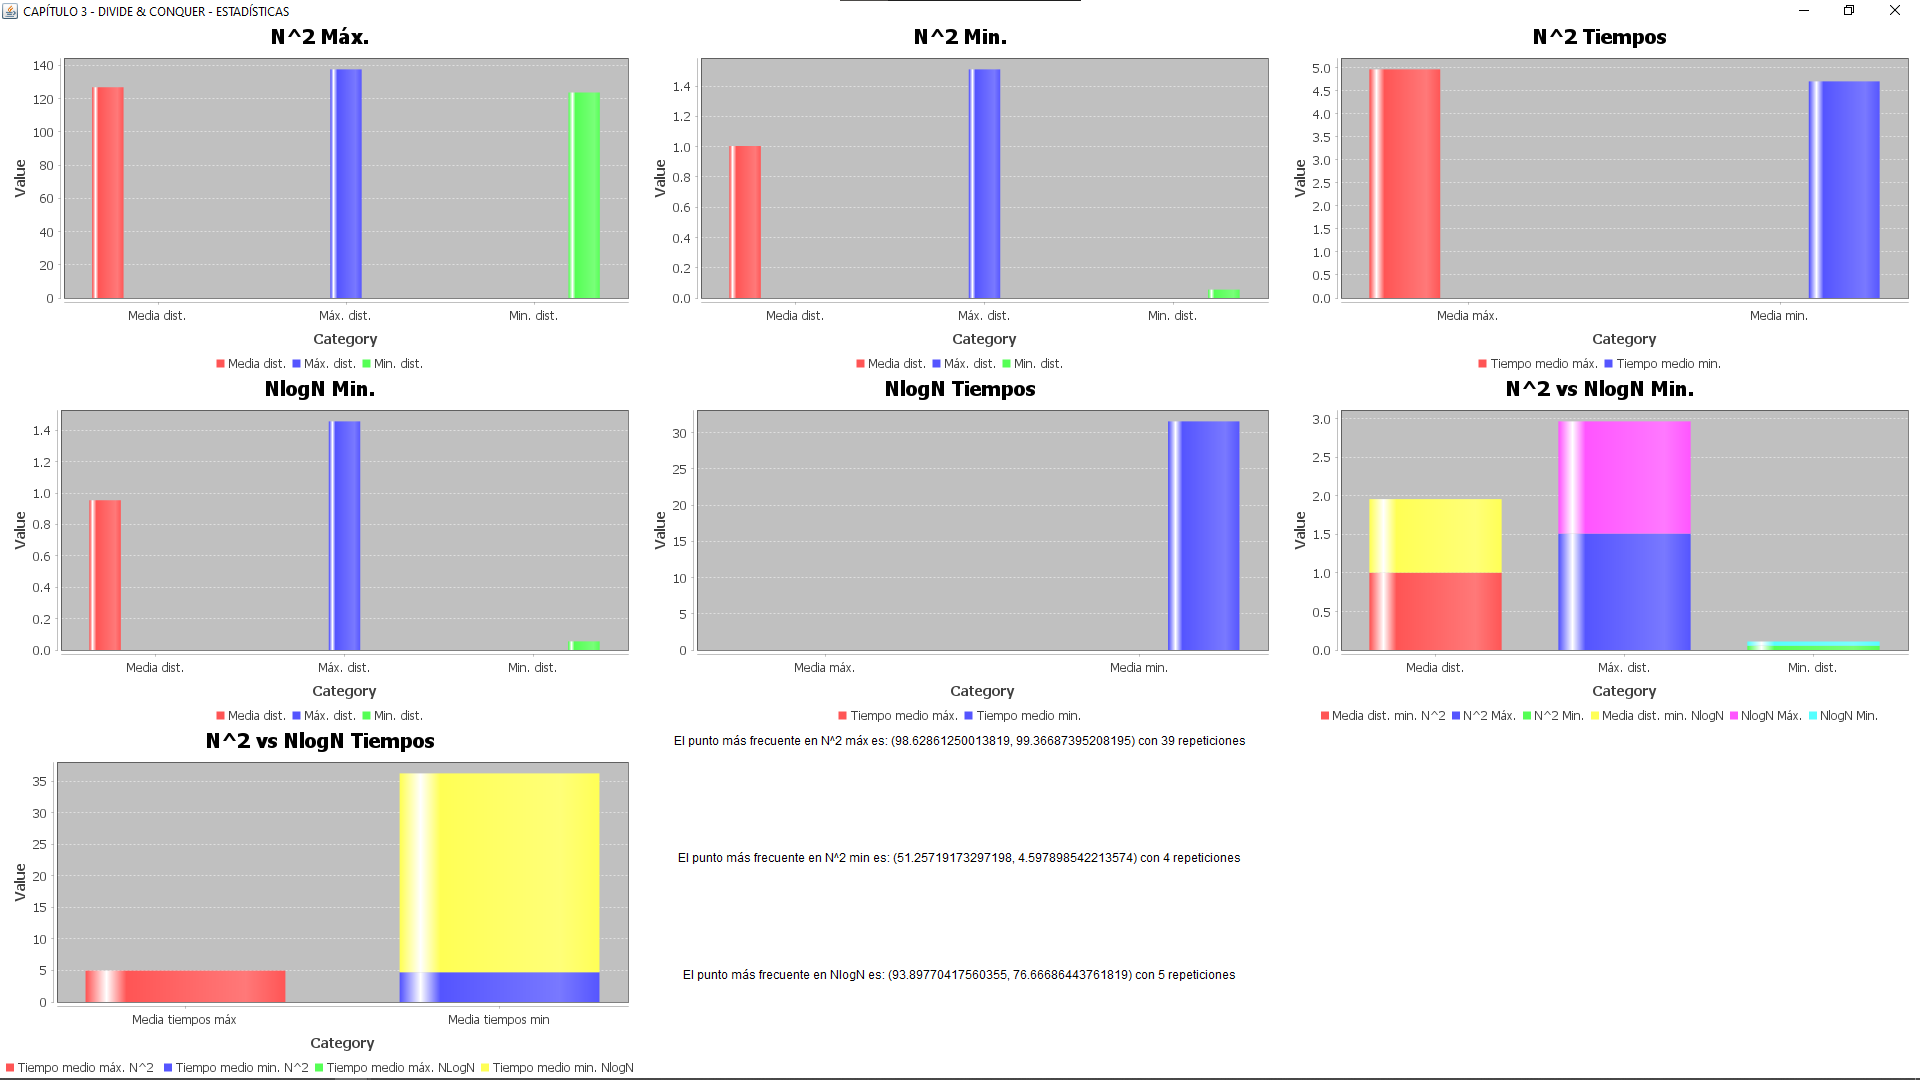 CAPÍTULO 3 - DIVIDE & CONQUER - ESTADÍSTICAS
N^2 Máx.
140
120
100
80
60
40
20
0
Value
Media dist.
Máx. dist.
Min. dist.
Category
Media dist. Máx. dist. Min. dist.
N^2 Min.
1.4
1.2
1.0
0.8
0.6
0.4
0.2
0.0
Value
Media dist.
Máx. dist.
Min. dist.
Category
Media dist. Máx. dist. Min. dist.
N^2 Tiempos
5.0
4.5
4.0
3.5
3.0
2.5
2.0
1.5
1.0
0.5
0.0
Value
Media máx.
Media min.
Category
Tiempo medio máx. Tiempo medio min.
NlogN Min.
1.4
1.2
1.0
0.8
0.6
0.4
0.2
0.0
Value
Media dist.
Máx. dist.
Min. dist.
Category
Media dist. Máx. dist. Min. dist.
NlogN Tiempos
30
25
20
15
10
5
0
Value
Media máx.
Media min.
Category
Tiempo medio máx. Tiempo medio min.
N^2 vs NlogN Min.
3.0
2.5
2.0
1.5
1.0
0.5
0.0
Value
Media dist.
Máx. dist.
Min. dist.
Category
Media dist. min. N^2 N^2 Máx. N^2 Min. Media dist. min. NlogN NlogN Máx. NlogN Min.
N^2 vs NlogN Tiempos
35
30
25
20
15
10
5
0
Value
Media tiempos máx
Media tiempos min
Category
Tiempo medio máx. N^2 Tiempo medio min. N^2 Tiempo medio máx. NLogN Tiempo medio min. NlogN
El punto más frecuente en N^2 máx es: (98.62861250013819, 99.36687395208195) con 39 repeticiones
El punto más frecuente en N^2 min es: (51.25719173297198, 4.597898542213574) con 4 repeticiones
El punto más frecuente en NlogN es: (93.89770417560355, 76.66686443761819) con 5 repeticiones